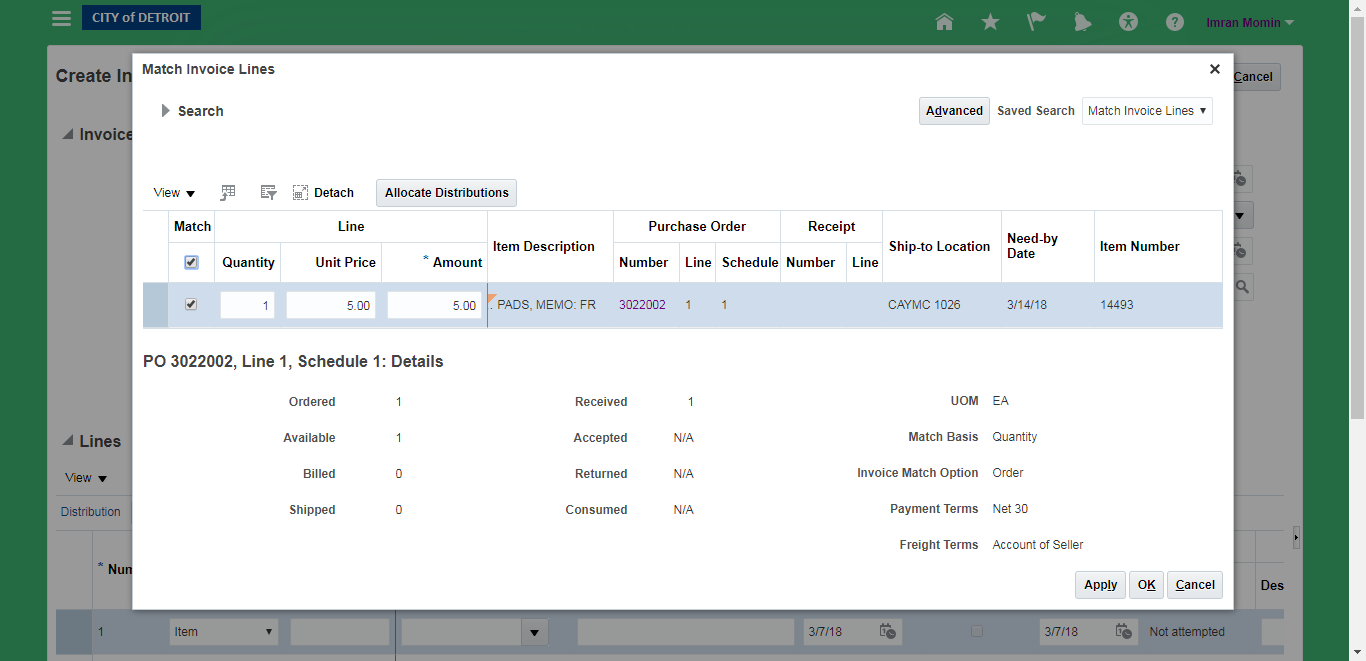 CITY of DETROIT
Imran Momin
Create In
Cancel
Match Invoice Lines
Search
Advanced Saved Search Match Invoice Lines
Invoice
View Detach Allocate Distributions
Match Line Item Description Purchase Order Receipt Ship-to Location Need-by Date Item Number
Quantity Unit Price * Amount Number Line Schedule Number Line
1 5.00 5.00 . PADS, MEMO: FR 3022002 1 1 CAYMC 1026 3/14/18 14493
PO 3022002, Line 1, Schedule 1: Details
Ordered 1 Received 1 UOM EA
Available 1 Accepted N/A Match Basis Quantity
Billed 0 Returned N/A Invoice Match Option Order
Shipped 0 Consumed N/A Payment Terms Net 30
Freight Terms Account of Seller
Apply OK Cancel
Lines
View
Distribution
* Num
Des
1 Item 3/7/18 3/7/18 Not attempted